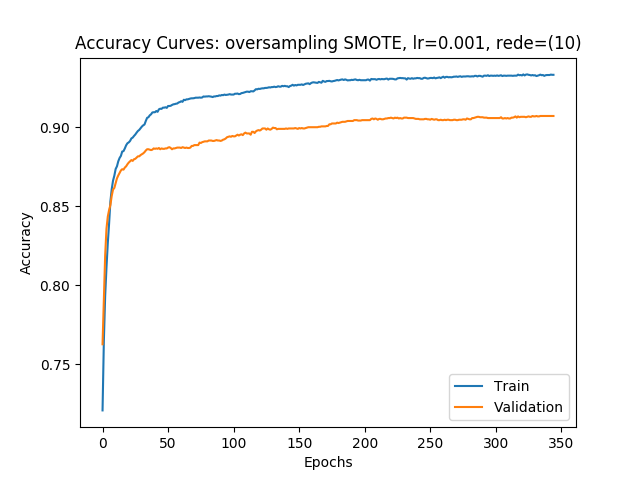 Accuracy Curves: oversampling SMOTE, lr=0.001, rede=(10)
Accuracy
0.90
0.85
0.80
0.75
Train
Validation
0 50 100 150 200 250 300 350
Epochs